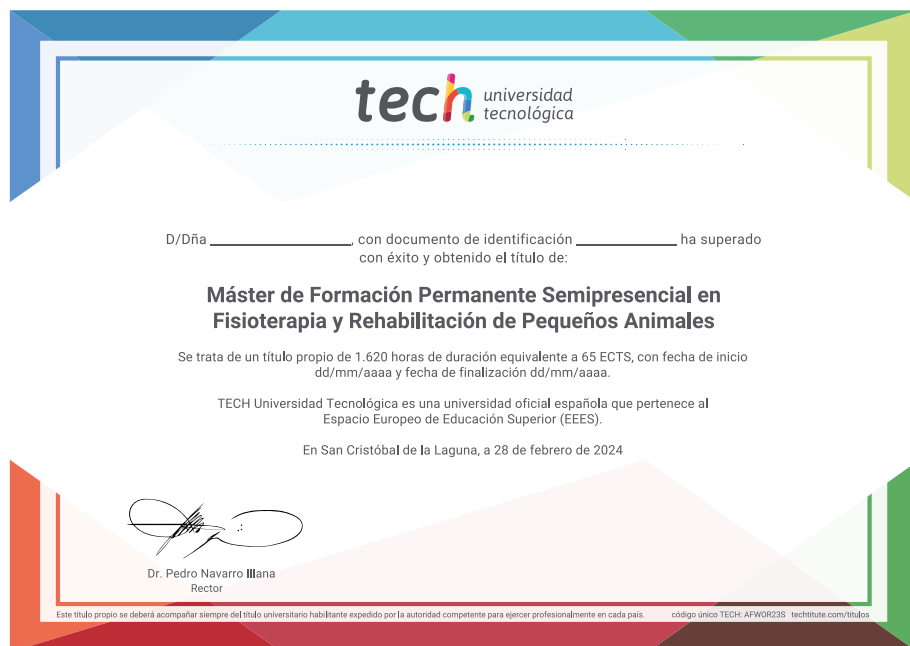 tech universidad
tecnológica
D/Dña ______________, con documento de identificación __________ ha superado
con éxito y obtenido el título de:
Máster de Formación Permanente Semipresencial en
Fisioterapia y Rehabilitación de Pequeños Animales
Se trata de un título propio de 1.620 horas de duración equivalente a 65 ECTS, con fecha de inicio
dd/mm/aaaa y fecha de finalización dd/mm/aaaa.
TECH Universidad Tecnológica es una universidad oficial española que pertenece al
Espacio Europeo de Educación Superior (EEES).
En San Cristóbal de la Laguna, a 28 de febrero de 2024
Dr. Pedro Navarro Illana
Rector
Este título propio se deberá acompañar siempre del título universitario habilitante expedido por la autoridad competente para ejercer profesionalmente en cada país. código único TECH: AFWOR23S techtitute.com/titulos